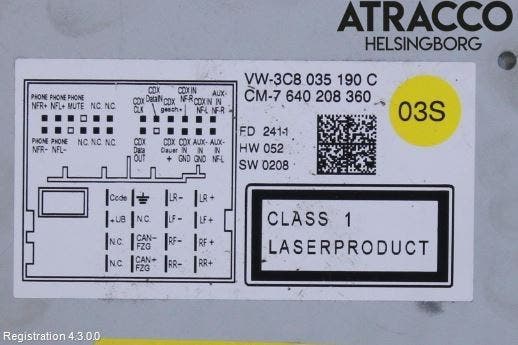 ATRACCO
HELSINGBORG
VW-3C8 035 190 C
CM-7 640 208 360
03S
FD 2411
HW 052
SW 0208
CLASS 1
LASERPRODUCT
PHONE PHONE PHONE
NFR+ NFL+ MUTE N.C. N.C.
PHONE PHONE
NFR- NFL- N.C. N.C.
CDX CDX CDX IN AUX-
CLK DataIN gesch+ NF-R IN
CDX IN NF-R
NF-L
CDX CDX CDX AUX- AUX-
Data Dauer IN IN IN
OUT + GND GND NF-L
Code LR- LR+
+UB N.C. LF- LF+
N.C. CAN- FZG RF- RF+
N.C. CAN+ FZG RR- RR+
Registration 4.3.0.0